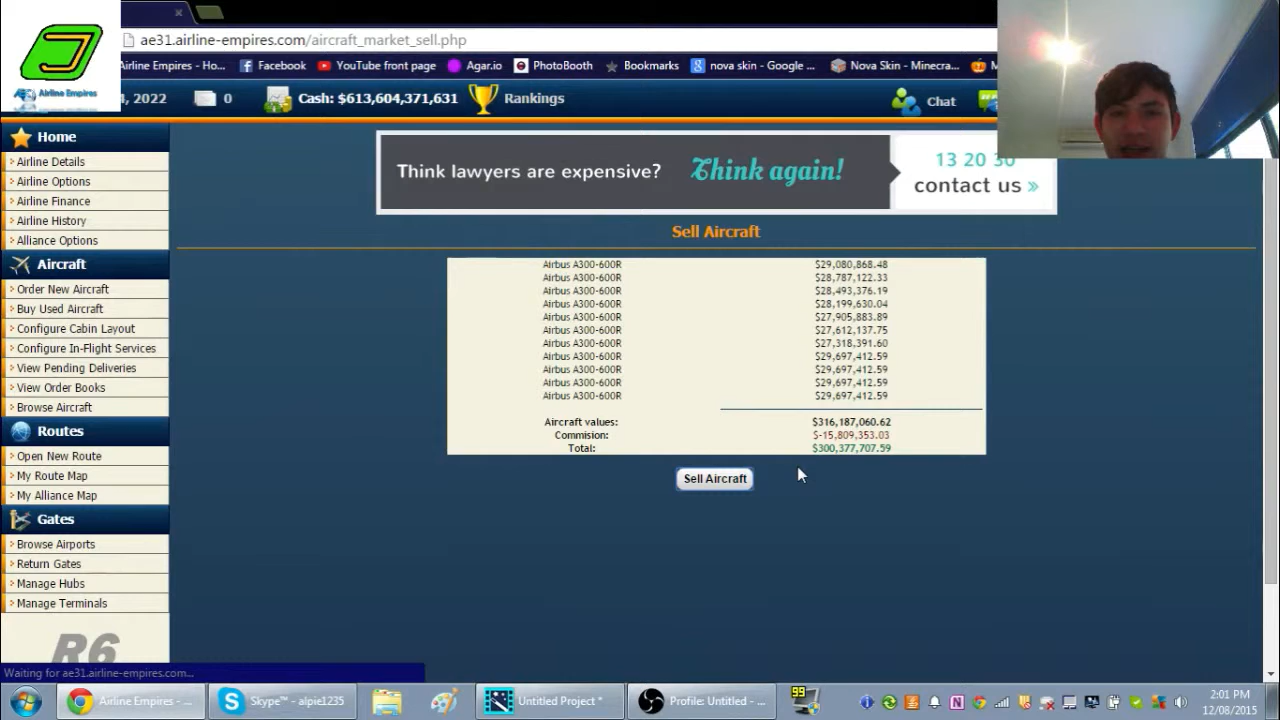 ae31.airline-empires.com/aircraft_market_sell.php
Airline Empires - Ho...
Facebook
YouTube front page
Agar.io
PhotoBooth
Bookmarks
nova skin - Google ...
Nova Skin - Minecra...
Airline Empires
4, 2022
0
Cash: $613,604,371,631
Rankings
Chat
Home
Airline Details
Airline Options
Airline Finance
Airline History
Alliance Options
Aircraft
Order New Aircraft
Buy Used Aircraft
Configure Cabin Layout
Configure In-Flight Services
View Pending Deliveries
View Order Books
Browse Aircraft
Routes
Open New Route
My Route Map
My Alliance Map
Gates
Browse Airports
Return Gates
Manage Hubs
Manage Terminals
R6
Think lawyers are expensive? Think again!
13 20 30
contact us »
Sell Aircraft
Airbus A300-600R $29,080,868.48
Airbus A300-600R $28,787,122.33
Airbus A300-600R $28,493,376.19
Airbus A300-600R $28,199,630.04
Airbus A300-600R $27,905,883.89
Airbus A300-600R $27,612,137.75
Airbus A300-600R $27,318,391.60
Airbus A300-600R $29,697,412.59
Airbus A300-600R $29,697,412.59
Airbus A300-600R $29,697,412.59
Airbus A300-600R $29,697,412.59
Aircraft values: $316,187,060.62
Commision: $-15,809,353.03
Total: $300,377,707.59
Sell Aircraft
Waiting for ae31.airline-empires.com...
Airline Empires - ...
Skype™ - alpie1235
Untitled Project *
Profile: Untitled - ...
99
2:01 PM
12/08/2015